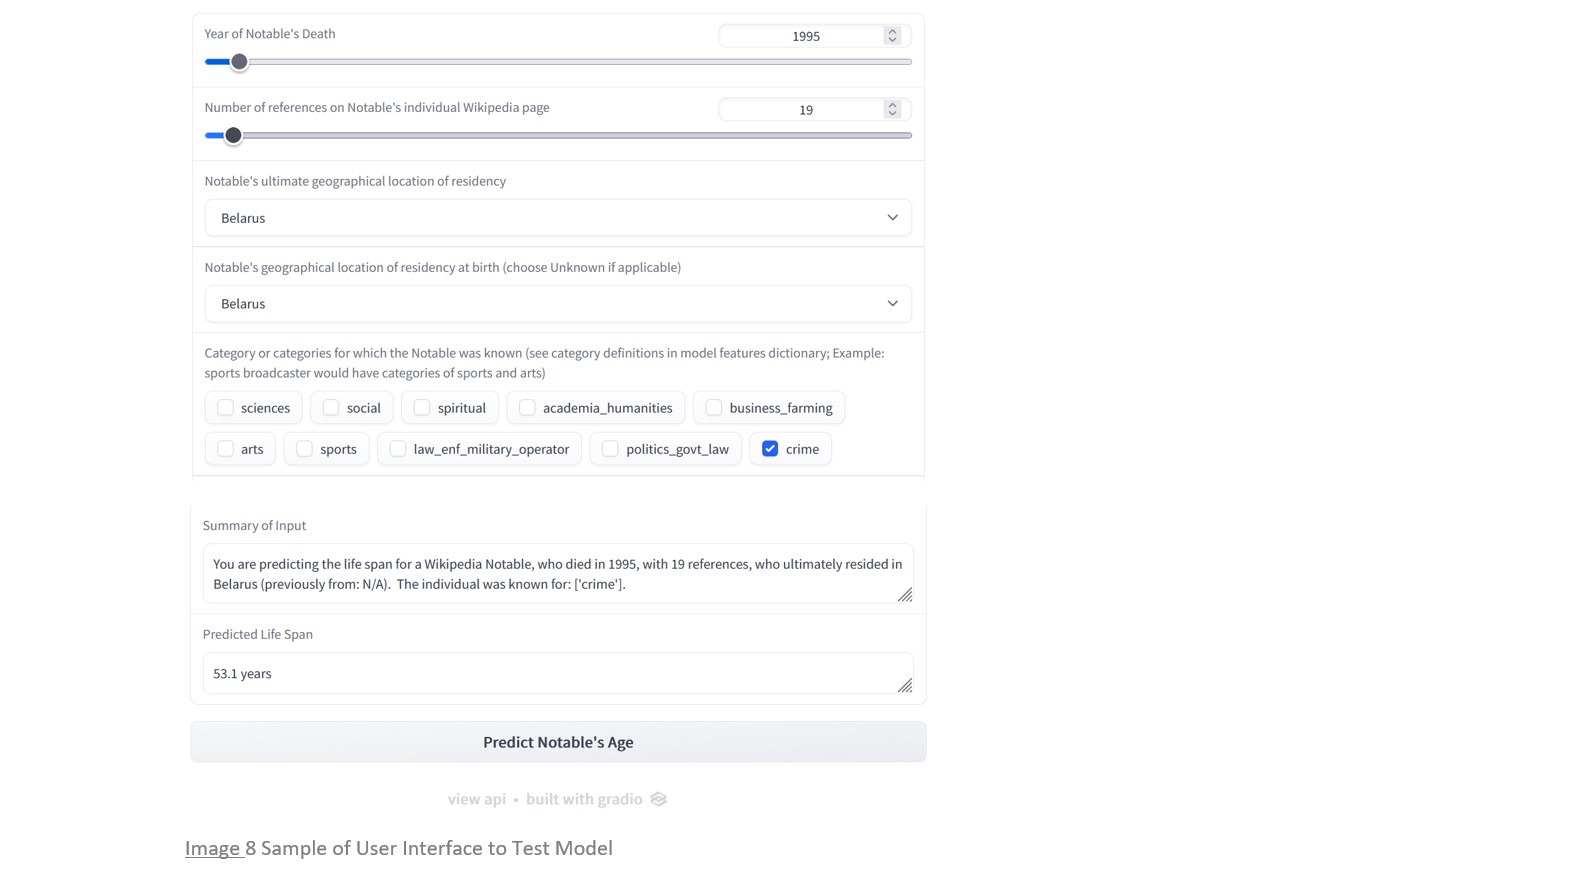 Year of Notable's Death
1995
Number of references on Notable's individual Wikipedia page
19
Notable's ultimate geographical location of residency
Belarus
Notable's geographical location of residency at birth (choose Unknown if applicable)
Belarus
Category or categories for which the Notable was known (see category definitions in model features dictionary; Example:
sports broadcaster would have categories of sports and arts)
sciences social spiritual academia_humanities business_farming
arts sports law_enf_military_operator politics_govt_law crime
Summary of Input
You are predicting the life span for a Wikipedia Notable, who died in 1995, with 19 references, who ultimately resided in
Belarus (previously from: N/A).  The individual was known for: ['crime'].
Predicted Life Span
53.1 years
Predict Notable's Age
view api • built with gradio
Image 8 Sample of User Interface to Test Model